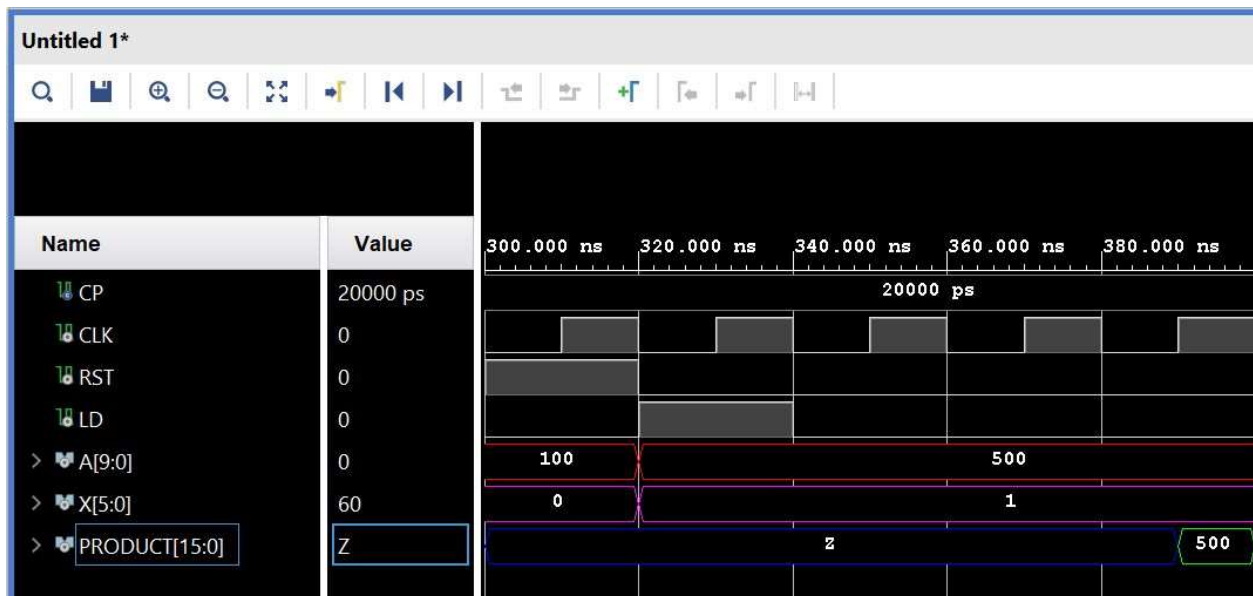 Untitled 1*
Name Value 300.000 ns 320.000 ns 340.000 ns 360.000 ns 380.000 ns
CP 20000 ps 20000 ps
CLK 0
RST 0
LD 0
A[9:0] 0 100 500
X[5:0] 60 0 1
PRODUCT[15:0] Z Z 500